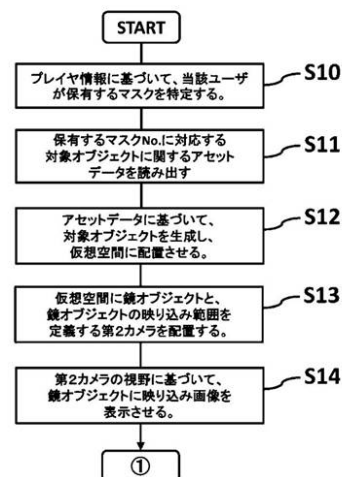 START
プレイヤ情報に基づいて、当該ユーザ
が保有するマスクを特定する。
S10
保有するマスクNo.に対応する
対象オブジェクトに関するアセット
データを読み出す
S11
アセットデータに基づいて、
対象オブジェクトを生成し、
仮想空間に配置させる。
S12
仮想空間に鏡オブジェクトと、
鏡オブジェクトの映り込み範囲を
定義する第2カメラを配置する。
S13
第2カメラの視野に基づいて、
鏡オブジェクトに映り込み画像を
表示させる。
S14
①